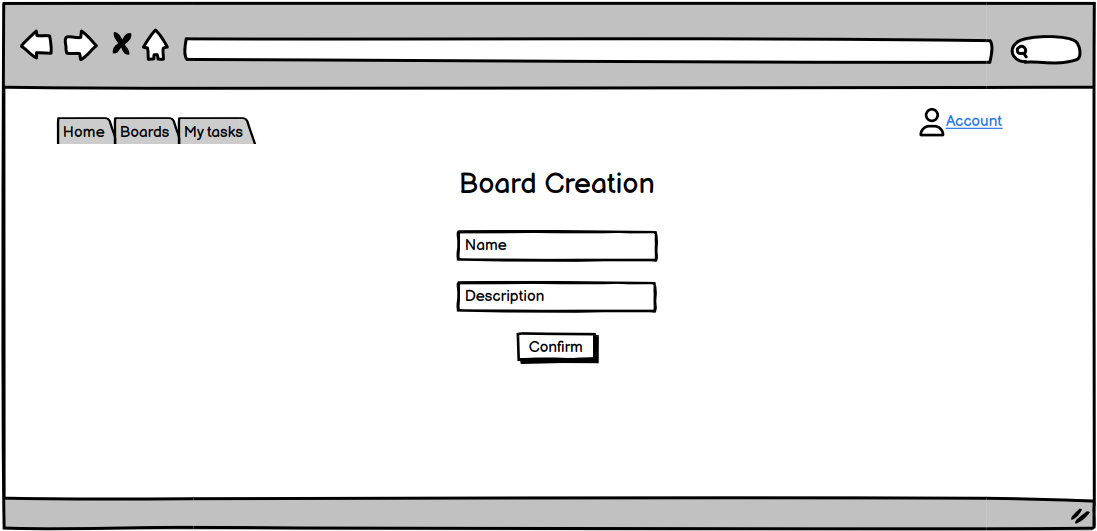 Home Boards My tasks
Account
Board Creation
Name
Description
Confirm